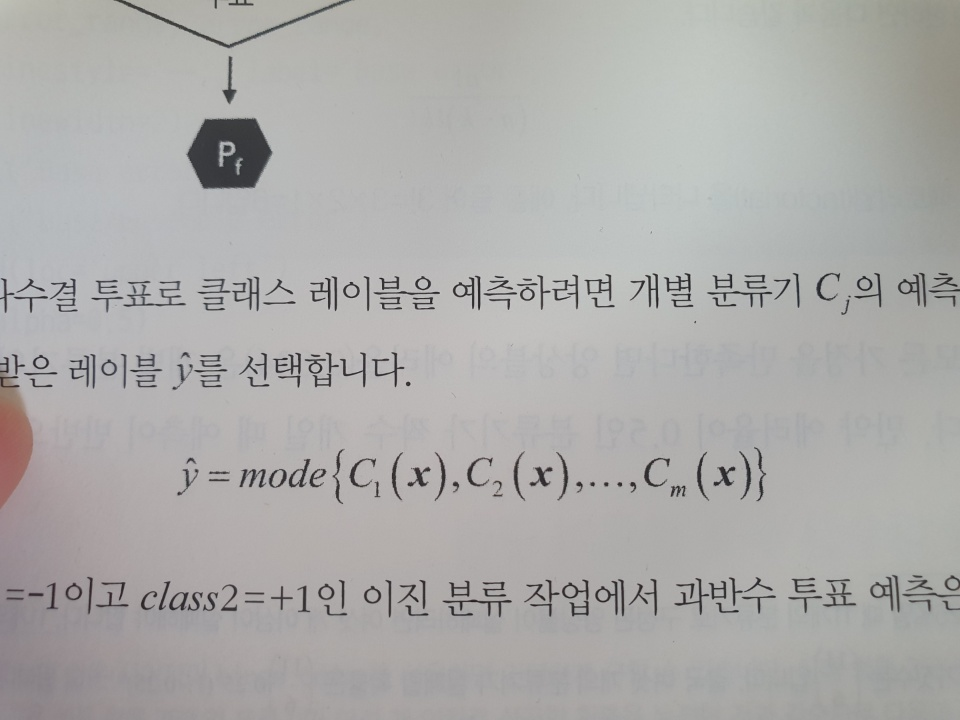 투표
P_f
다수결 투표로 클래스 레이블을 예측하려면 개별 분류기 C_j의 예측
받은 레이블 ŷ를 선택합니다.
ŷ = mode{C_1(x), C_2(x),..., C_m(x)}
=-1이고 class2=+1인 이진 분류 작업에서 과반수 투표 예측은